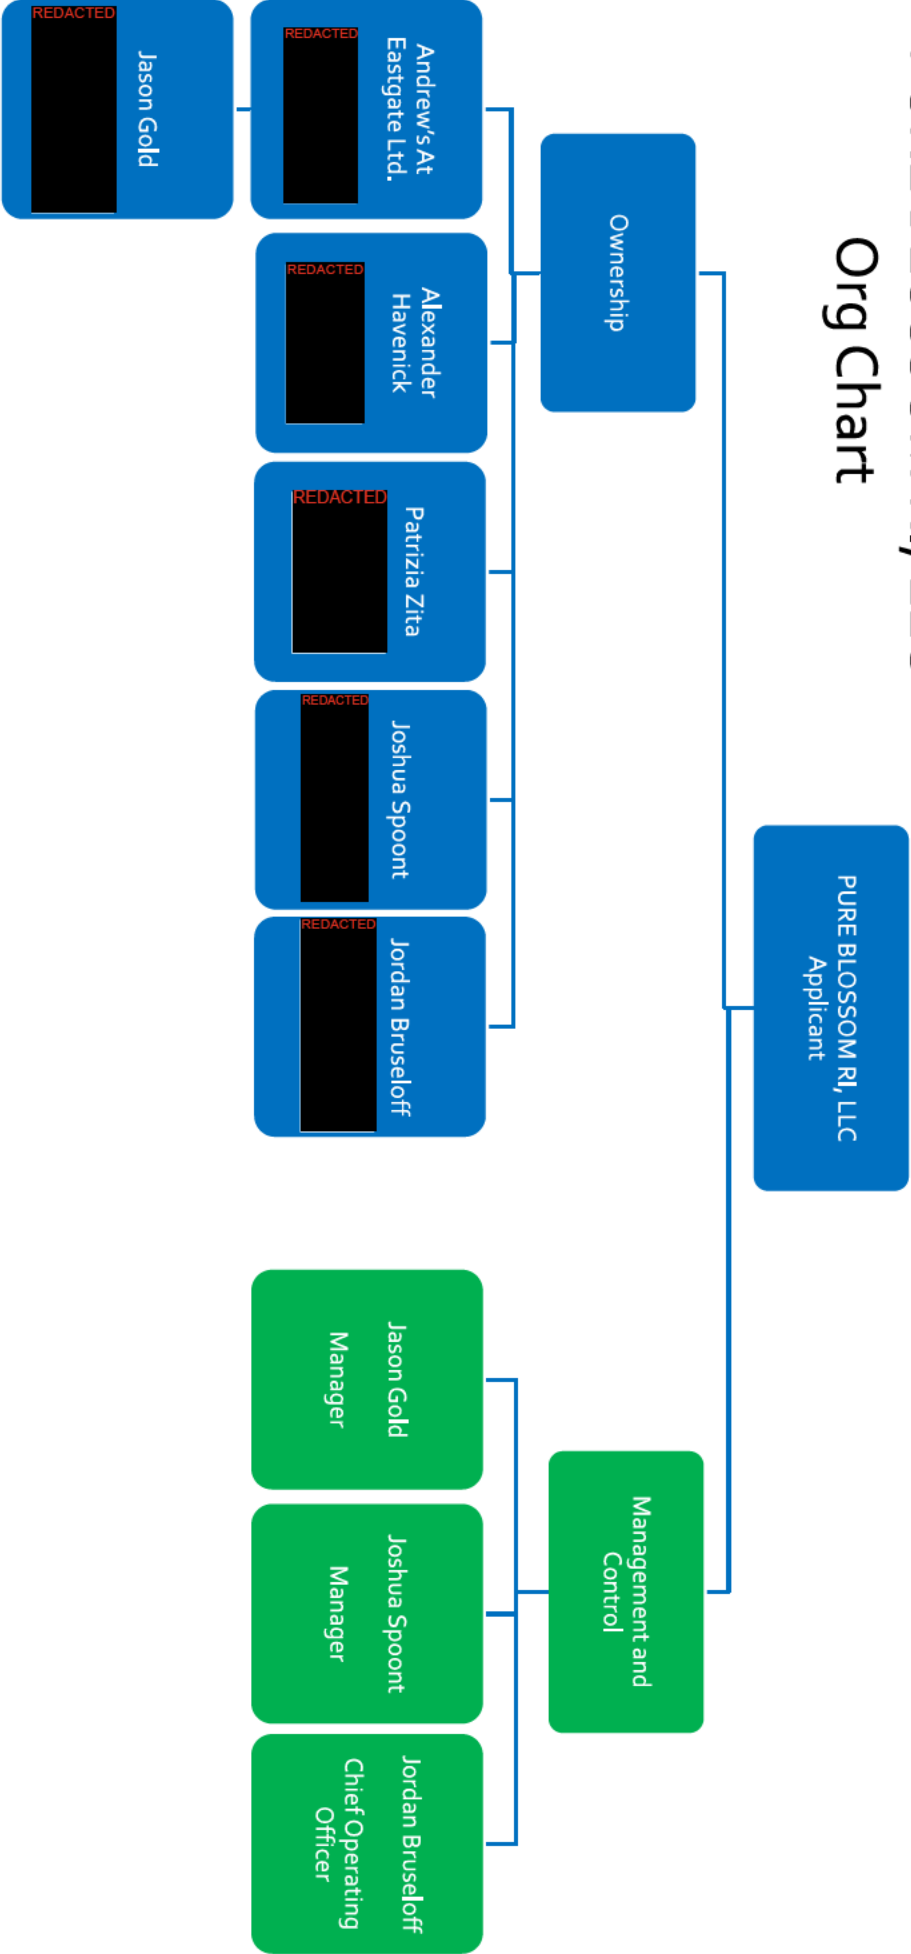 Org Chart
PURE BLOSSOM RI, LLC
Applicant
Ownership
Management and
Control
Andrew's At
Eastgate Ltd.
REDACTED
Alexander
Havenick
REDACTED
Patrizia Zita
REDACTED
Joshua Spoont
REDACTED
Jordan Bruseloff
REDACTED
Jason Gold
Manager
Joshua Spoont
Manager
Jordan Bruseloff
Chief Operating
Officer
Jason Gold
REDACTED